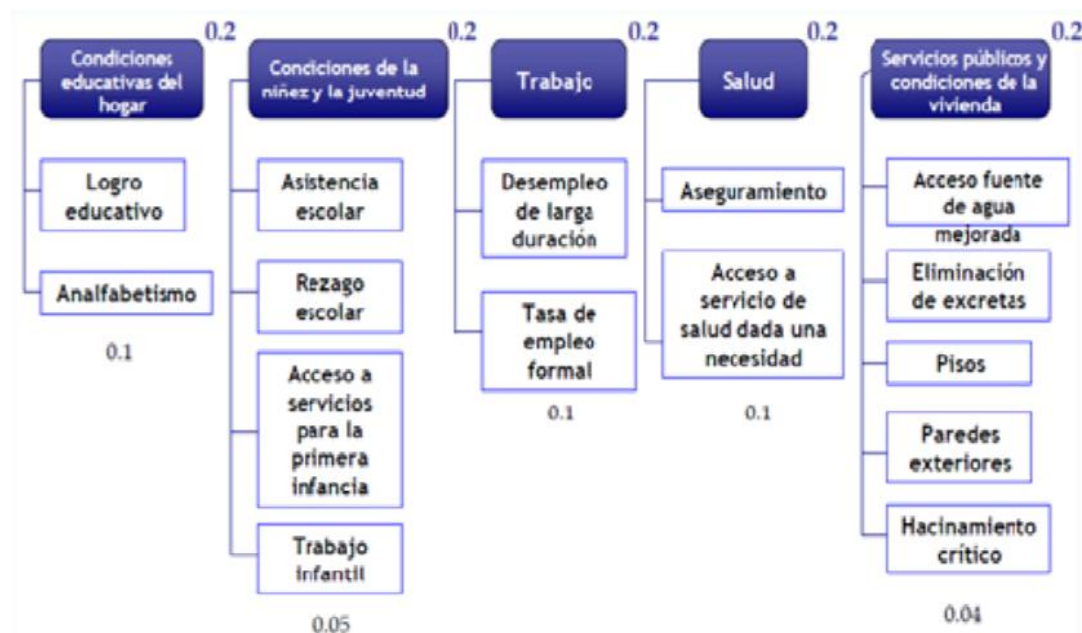 0.2
Condiciones
educativas del
hogar
Logro
educativo
Analfabetismo
0.1
0.2
Conciciones de la
niñez y la juventud
Asistencia
escolar
Rezago
escolar
Acceso a
servicios
para la
primera
infancia
Trabajo
infantil
0.05
0.2
Trabajo
Desempleo
de larga
duración
Tasa de
empleo
formal
0.1
0.2
Salud
Aseguramiento
Acceso a
servicio de
salud dada una
necesidad
0.1
0.2
Servicios públicos y
condiciones de la
vivienda
Acceso fuente
de agua
mejorada
Eliminación
de excretas
Pisos
Paredes
exteriores
Hacinamiento
crítico
0.04